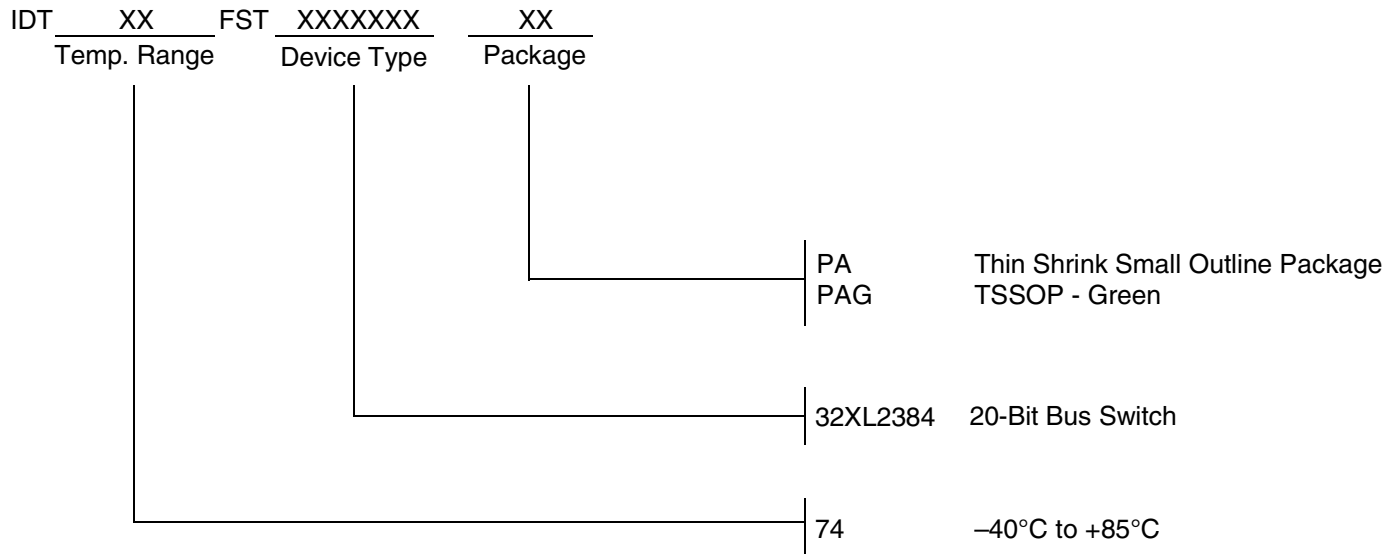 IDT XX FST XXXXXXX XX
Temp. Range Device Type Package
PA Thin Shrink Small Outline Package
PAG TSSOP - Green
32XL2384 20-Bit Bus Switch
74 –40°C to +85°C